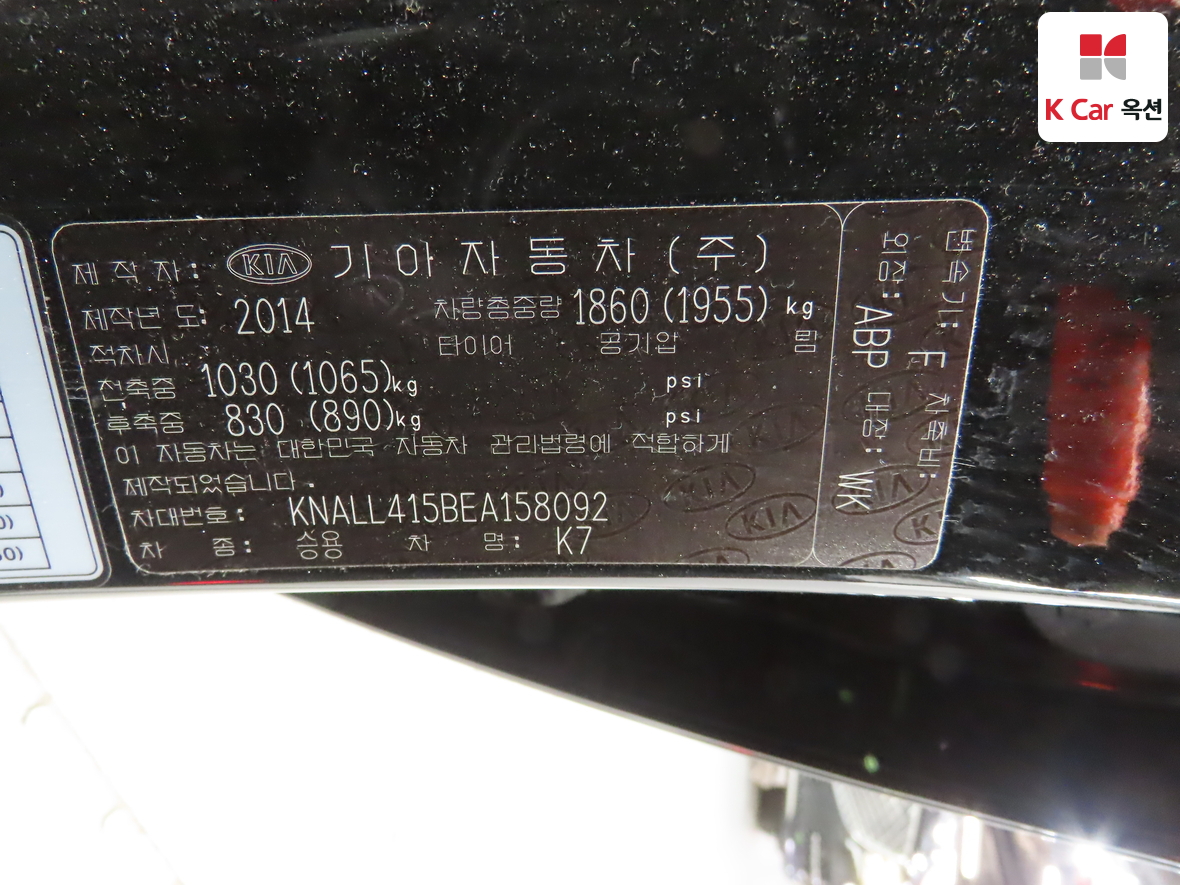 K Car 옥션
제 작 자: KIA 기아자동차(주)
제작년 도: 2014 차량총중량 1860 (1955) kg
적차시 타이어 공기압 림
전축중 1030 (1065)kg psi
후축중 830 (890)kg psi
이 자동차는 대한민국 자동차 관리법령에 적합하게
제작되었습니다.
차대번호: KNALL415BEA158092
차 종: 승용 차 명: K7
변속기: E 저축비:
외장: ABP 내장: WK
KIA
KIA